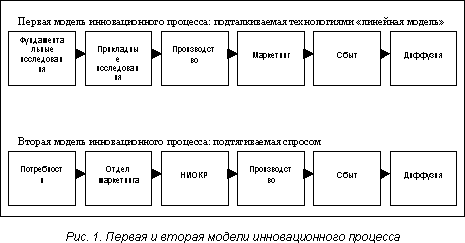 Первая модель инновационного процесса: подталкиваемая технологиями «линейная модель»
Фундамента
льные
исследован
ия
Прикладны
е
исследован
ия
Производст
во
Маркетинг
Сбыт
Диффузия
Вторая модель инновационного процесса: подтягиваемая спросом
Потребност
и
Отдел
маркетинга
НИОКР
Производст
во
Сбыт
Диффузия
Рис. 1. Первая и вторая модели инновационного процесса